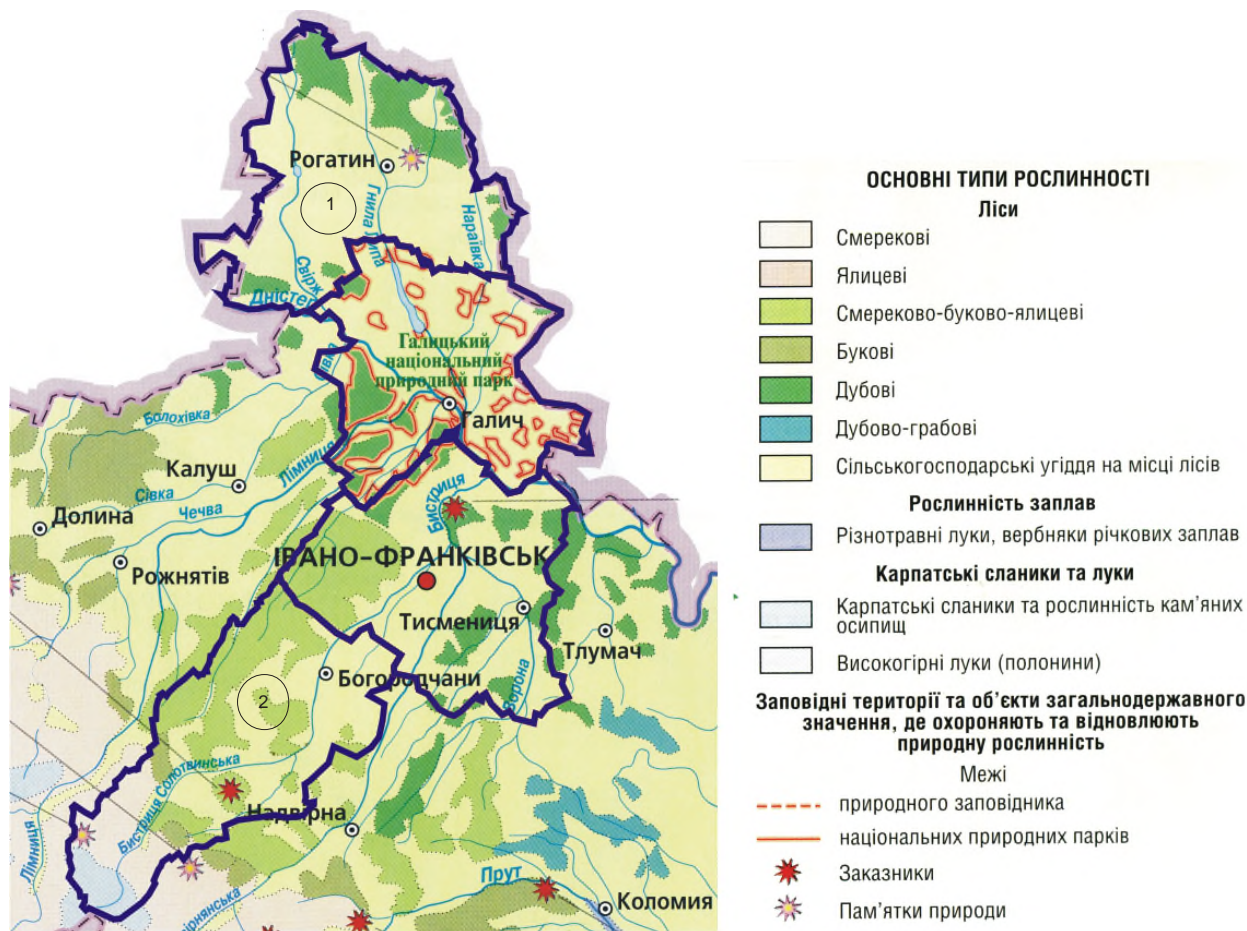 Рогатин
1
Гнила Липа
Нараївка
Свірж
Дністе
Галицький
національний
природний парк
Галич
Сівка
Болохівка
Калуш
Лімниця
Сівка
Чечва
Бистриця
Долина
Рожнятів
ІВАНО-ФРАНКІВСЬК
Тисмениця
Тлумач
Богородчани
Ворона
2
Бистриця Солотвинська
Надвірна
Лімниця
Прут
Коломия
ОСНОВНІ ТИПИ РОСЛИННОСТІ
Ліси
Смерекові
Ялицеві
Смереково-буково-ялицеві
Букові
Дубові
Дубово-грабові
Сільськогосподарські угіддя на місці лісів
Рослинність заплав
Різнотравні луки, вербняки річкових заплав
Карпатські сланики та луки
Карпатські сланики та рослинність кам’яних
осипищ
Високогірні луки (полонини)
Заповідні території та об’єкти загальнодержавного
значення, де охороняють та відновлюють
природну рослинність
Межі
природного заповідника
національних природних парків
Заказники
Пам’ятки природи